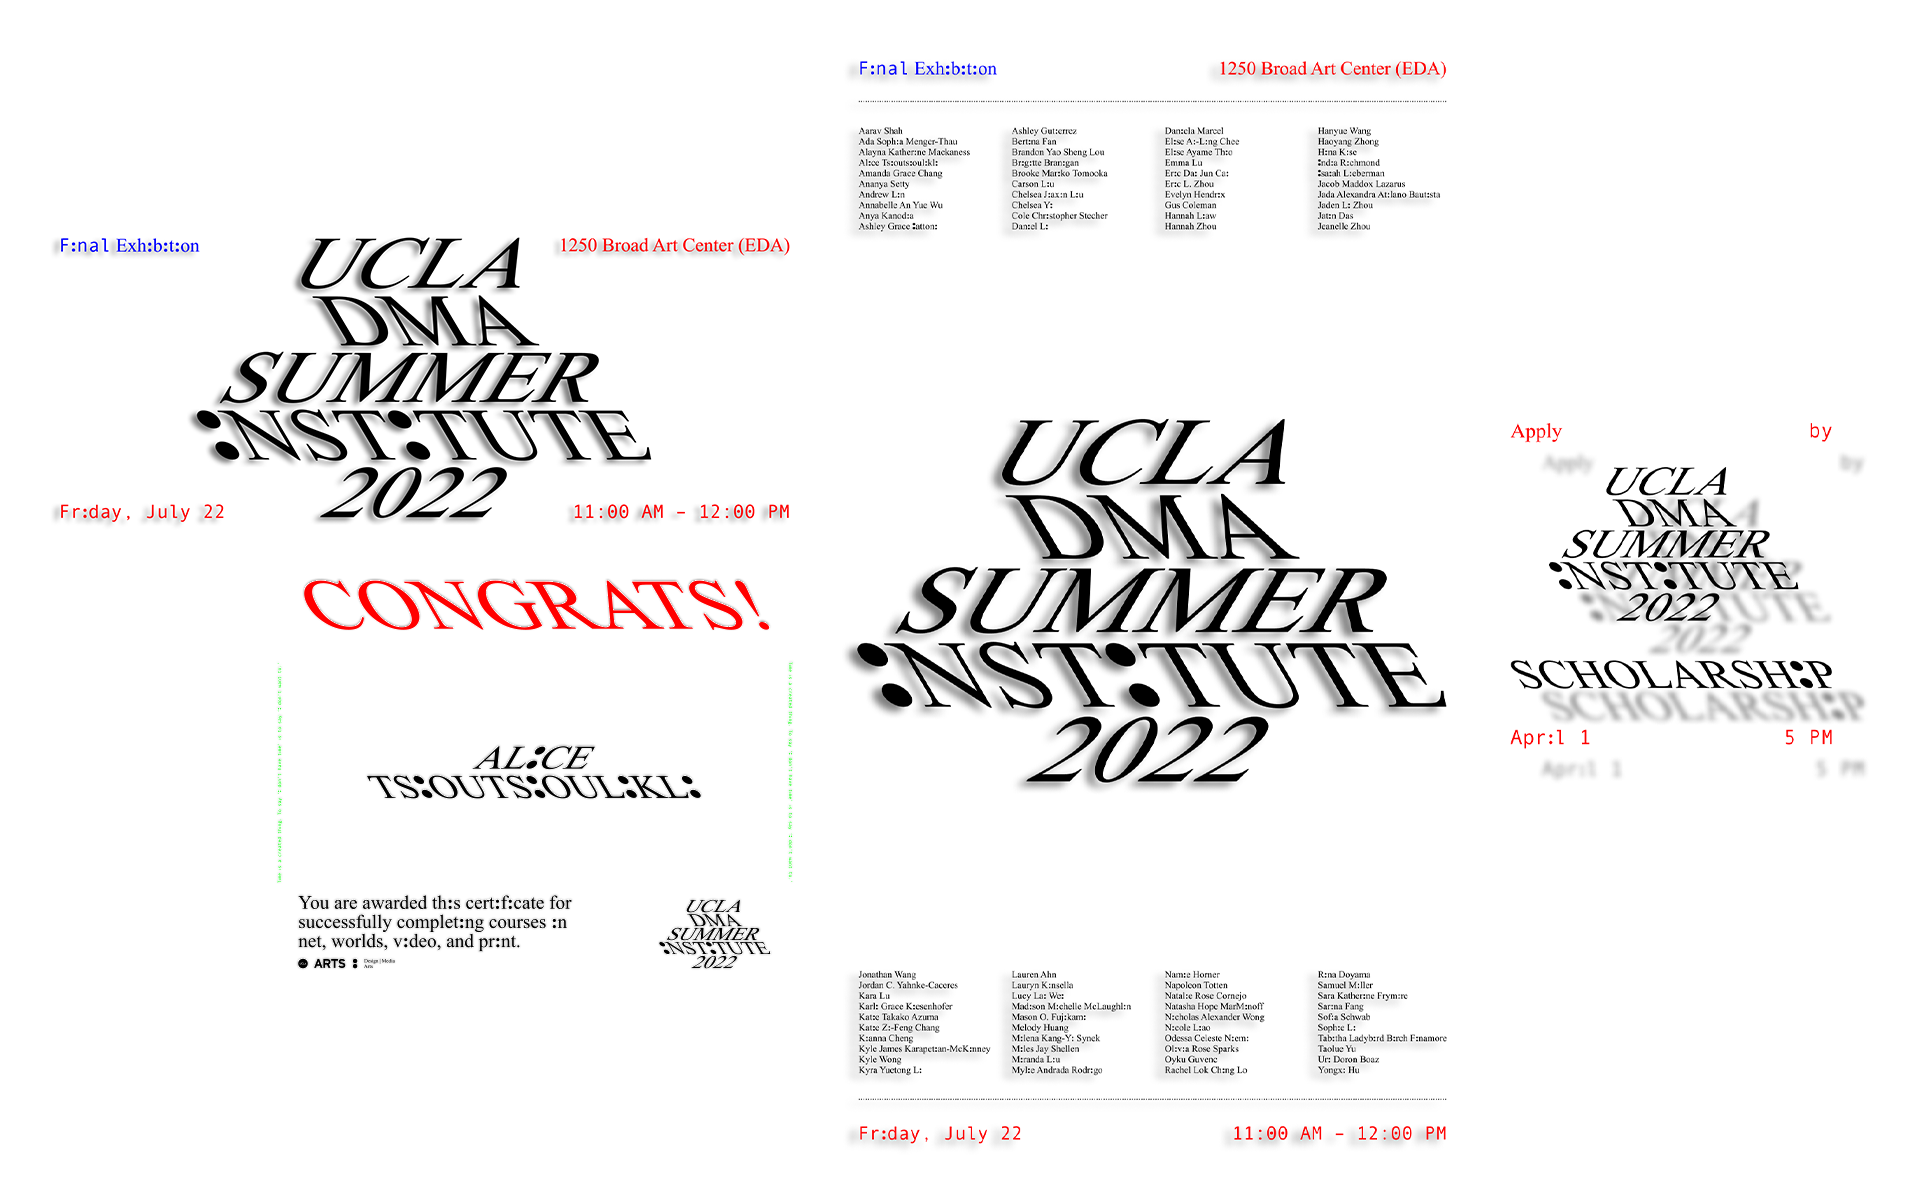 F:nal Exh:b:t:on
1250 Broad Art Center (EDA)
UCLA
DMA
SUMMER
:NST:TUTE
2022
Fr:day, July 22
11:00 AM – 12:00 PM
CONGRATS!
AL:CE
TS:OUTS:OUL:KL:
You are awarded th:s cert:f:cate for
successfully complet:ng courses :n
net, worlds, v:deo, and pr:nt.
ARTS :
Design | Media
Arts
UCLA
DMA
SUMMER
:NST:TUTE
2022
F:nal Exh:b:t:on
1250 Broad Art Center (EDA)
Aarav Shah
Ada Soph:a Menger-Thau
Alayna Kather:ne Mackaness
Al:ce Ts:outs:oul:kl:
Amanda Grace Chang
Ananya Setty
Andrew L:n
Annabelle An Yue Wu
Anya Kanod:a
Ashley Grace :atton:
Ashley Gut:errez
Bert:na Fan
Brandon Yao Sheng Lou
Br:g:tte Bran:gan
Brooke Mar:ko Tomooka
Carson L:u
Chelsea J:ax:n L:u
Chelsea Y:
Cole Chr:stopher Stecher
Dan:el L:
Dan:ela Marcel
El:se A:-L:ng Chee
El:se Ayame Th:o
Emma Lu
Er:c Da: Jun Ca:
Er:c L. Zhou
Evelyn Hendr:x
Gus Coleman
Hannah L:aw
Hannah Zhou
Hanyue Wang
Haoyang Zhong
H:na K:se
:nd:a R:chmond
:sa:ah L:eberman
Jacob Maddox Lazarus
Jada Alexandra At:lano Baut:sta
Jaden L: Zhou
Jat:n Das
Jeanelle Zhou
UCLA
DMA
SUMMER
:NST:TUTE
2022
Jonathan Wang
Jordan C. Yahnke-Caceres
Kara Lu
Karl: Grace K:esenhofer
Kat:e Takako Azuma
Kat:e Z:-Feng Chang
K:anna Cheng
Kyle James Karapet:an-McK:nney
Kyle Wong
Kyra Yuetong L:
Lauren Ahn
Lauryn K:nsella
Lucy La: We:
Mad:son M:chelle McLaughl:n
Mason O. Fuj:kam:
Melody Huang
M:lena Kang-Y: Synek
M:les Jay Shellen
M:randa L:u
Myl:e Andrada Rodr:go
Nam:e Horner
Napoleon Totten
Natal:e Rose Cornejo
Natasha Hope MarM:noff
N:cholas Alexander Wong
N:cole L:ao
Odessa Celeste N:em:
Ol:v:a Rose Sparks
Oyku Guvenc
Rachel Lok Ch:ng Lo
R:na Doyama
Samuel M:ller
Sara Kather:ne Frym:re
Sar:na Fang
Sof:a Schwab
Soph:e L:
Tab:tha Ladyb:rd B:rch F:namore
Taolue Yu
Ur: Doron Boaz
Yongx: Hu
Fr:day, July 22
11:00 AM – 12:00 PM
Apply by
UCLA
DMA
SUMMER
:NST:TUTE
2022
SCHOLARSH:P
Apr:l 1
5 PM